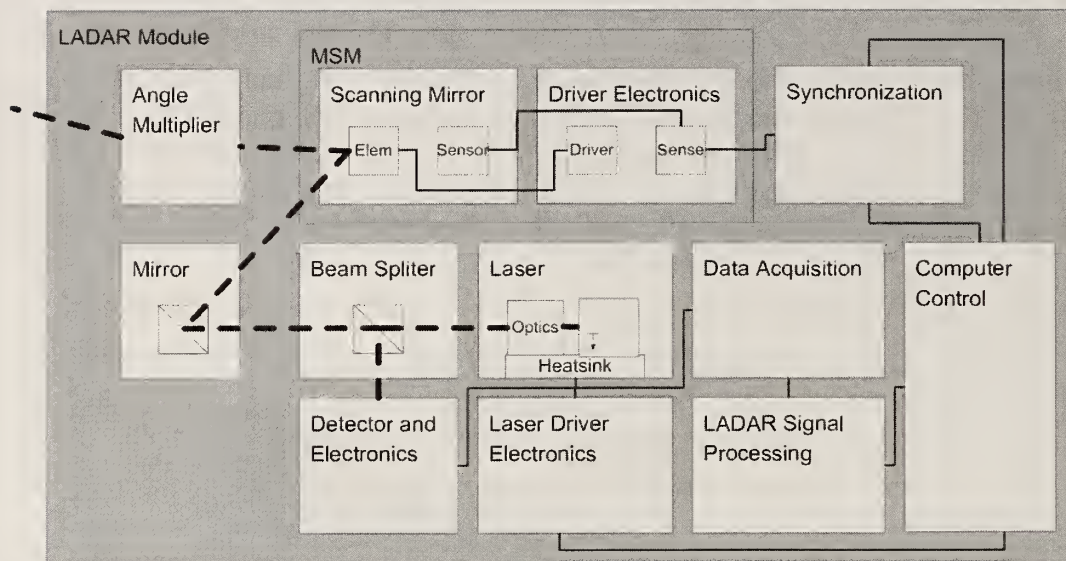 LADAR Module
MSM
Angle
Multiplier
Scanning Mirror
Elem
Sensor
Driver Electronics
Driver
Sense
Synchronization
Mirror
Beam Spliter
Laser
Optics
Heatsink
Data Acquisition
Computer
Control
Detector and
Electronics
Laser Driver
Electronics
LADAR Signal
Processing